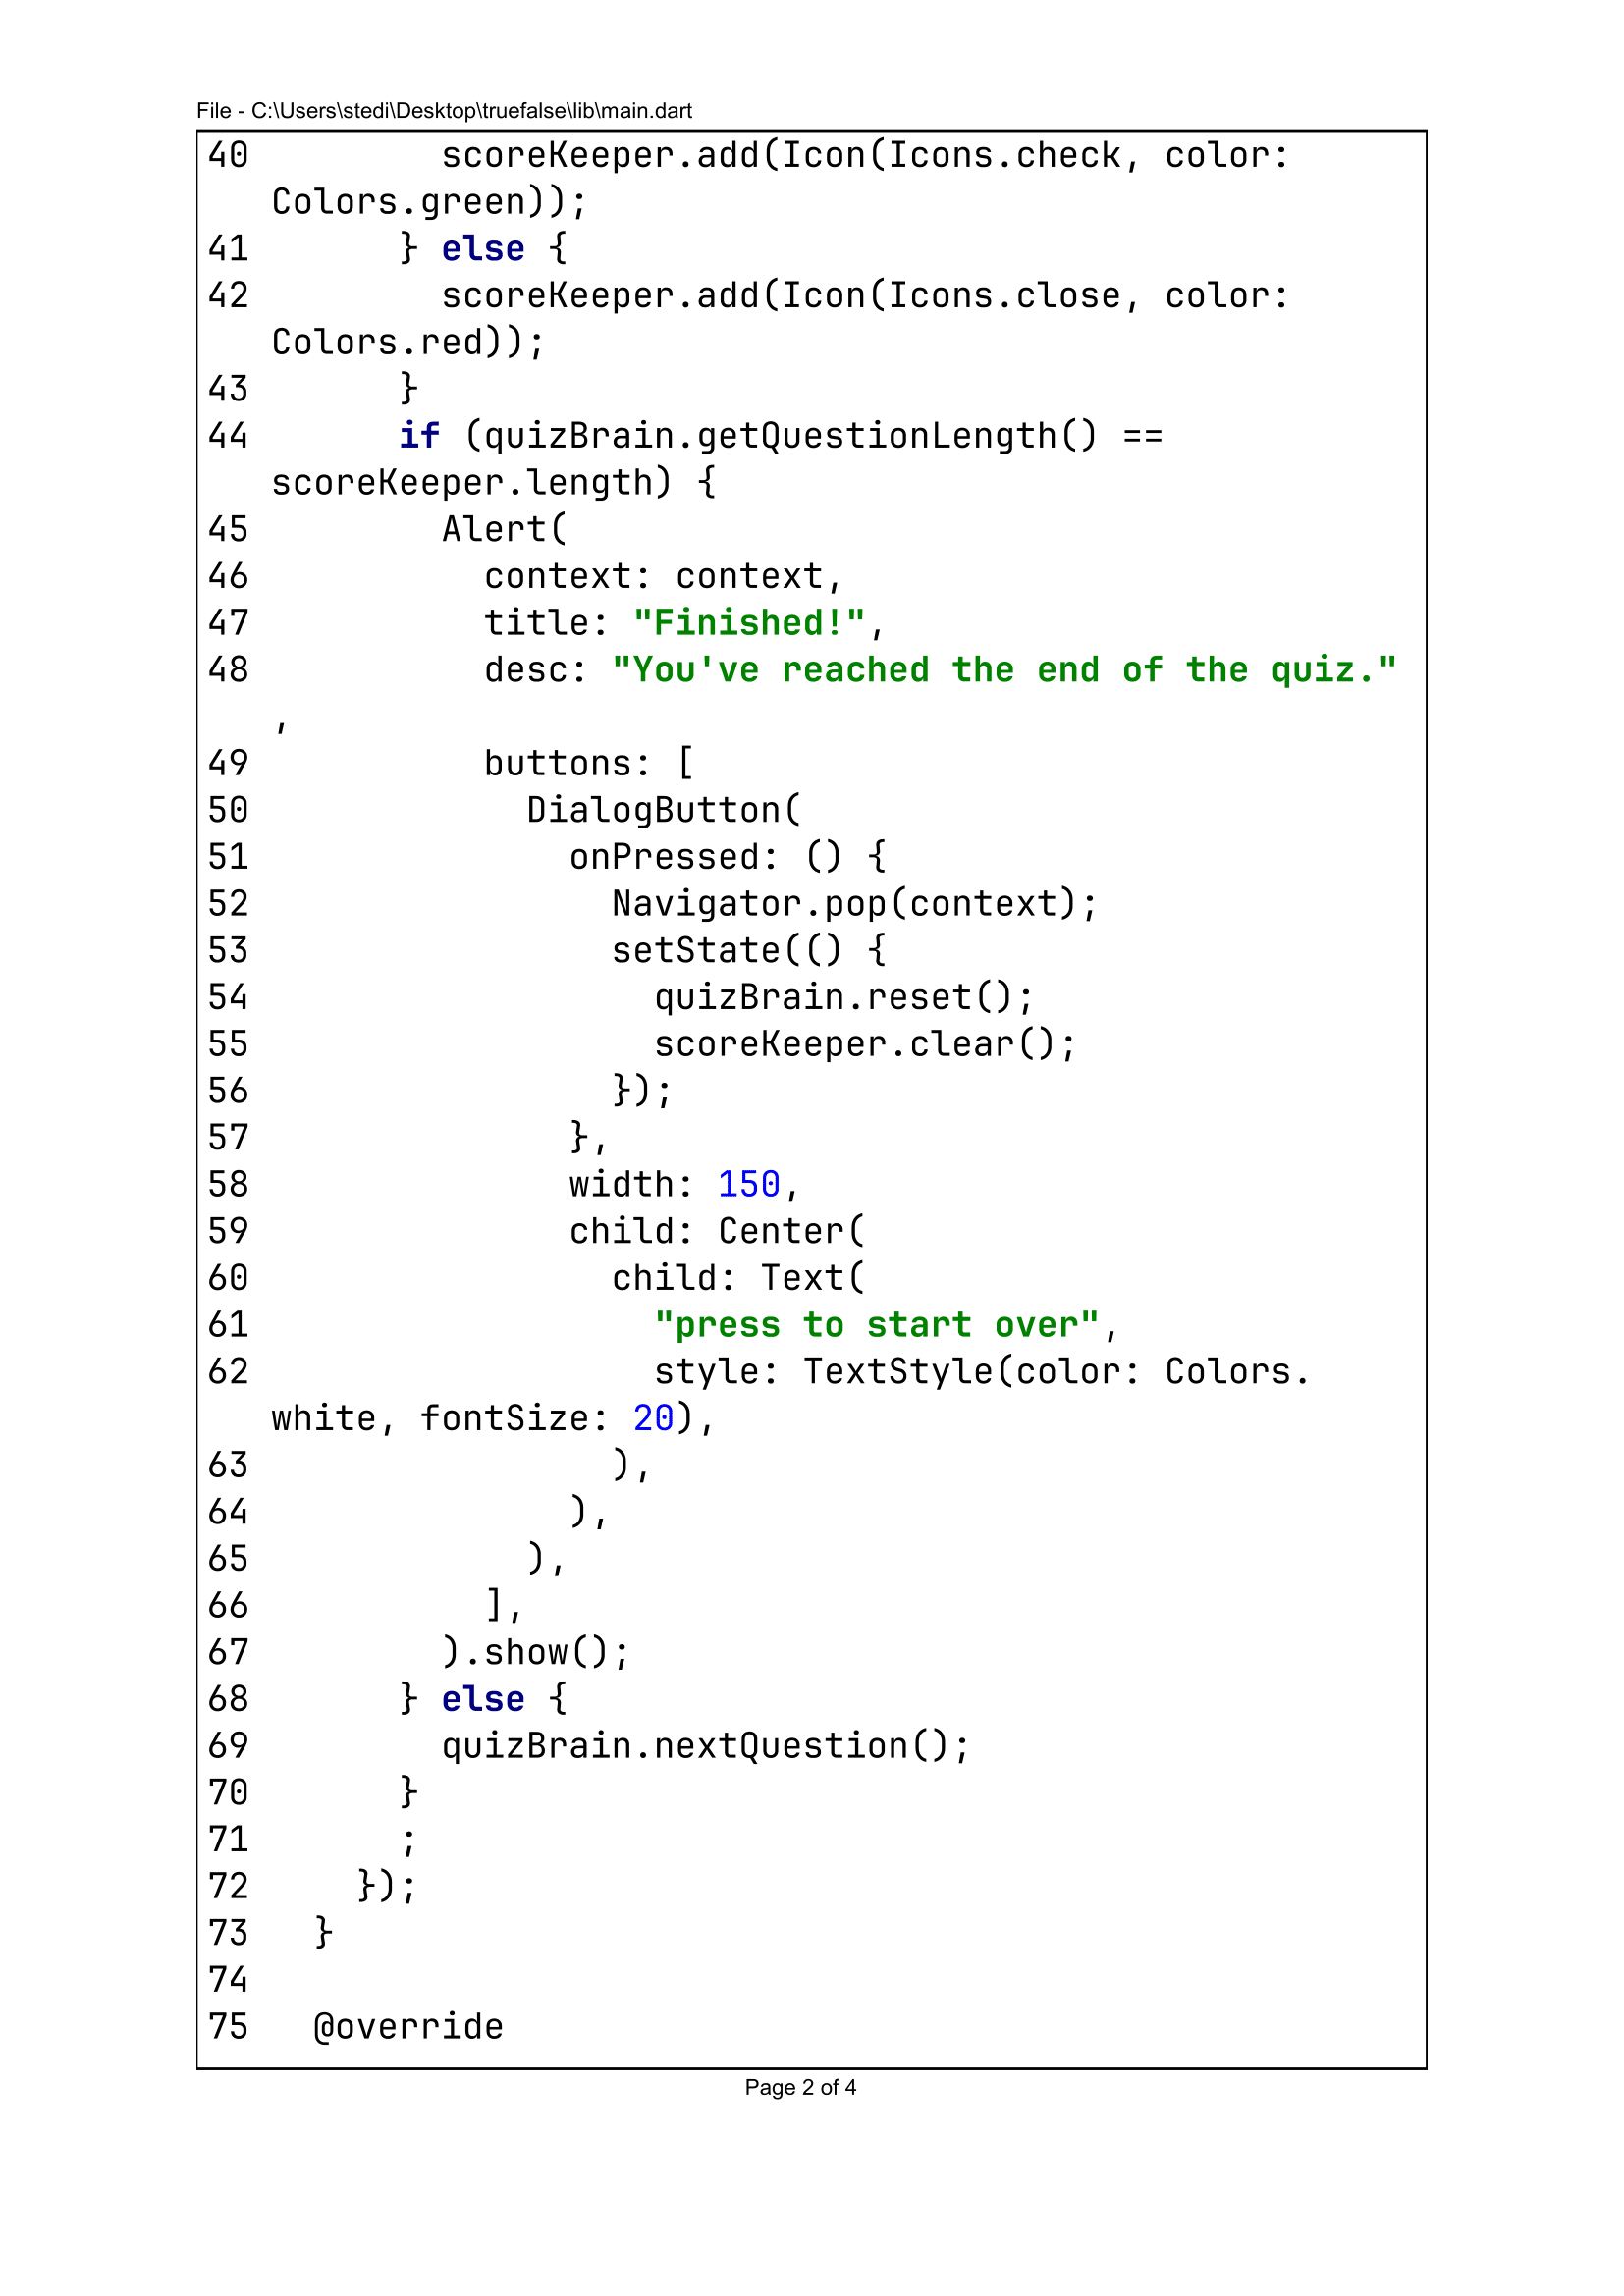 File - C:\Users\stedi\Desktop\truefalse\lib\main.dart
40         scoreKeeper.add(Icon(Icons.check, color:
Colors.green));
41       } else {
42         scoreKeeper.add(Icon(Icons.close, color:
Colors.red));
43       }
44       if (quizBrain.getQuestionLength() ==
scoreKeeper.length) {
45         Alert(
46           context: context,
47           title: "Finished!",
48           desc: "You've reached the end of the quiz."
,
49           buttons: [
50             DialogButton(
51               onPressed: () {
52                 Navigator.pop(context);
53                 setState(() {
54                   quizBrain.reset();
55                   scoreKeeper.clear();
56                 });
57               },
58               width: 150,
59               child: Center(
60                 child: Text(
61                   "press to start over",
62                   style: TextStyle(color: Colors.
white, fontSize: 20),
63                 ),
64               ),
65             ),
66           ],
67         ).show();
68       } else {
69         quizBrain.nextQuestion();
70       }
71       ;
72     });
73   }
74
75   @override
Page 2 of 4